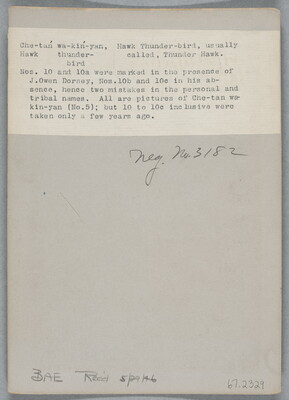 Che-tan´ wa-kin´-yan, Hawk Thunder-bird, usually
Hawk thunder- called, Thunder Hawk.
bird
Nos. 10 and 10a were marked in the presence of
J.Owen Dorsey, Nos.10b and 10c in his ab-
sence, hence two mistakes in the personal and
tribal names. All are pictures of Che-tan wa-
kin-yan (No.5); but 10 to 10c inclusive were
taken only a few years ago.
Neg. No. 3182
BAE
67.2329